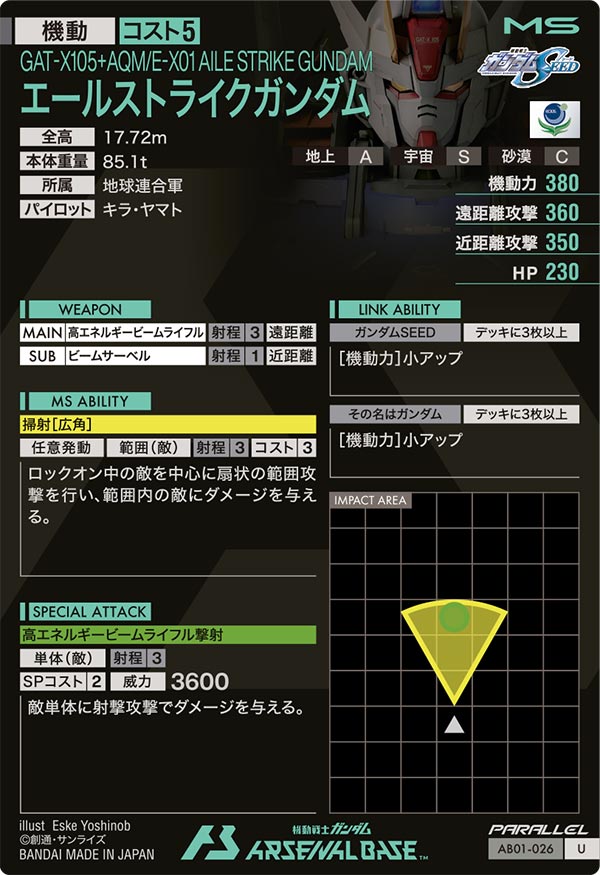 機動 コスト5 MS
GAT-X105+AQM/E-X01 AILE STRIKE GUNDAM
エールストライクガンダム
機動戦士ガンダムSEED
全高 17.72m
本体重量 85.1t
所属 地球連合軍
パイロット キラ・ヤマト
地上 A 宇宙 S 砂漠 C
機動力 380
遠距離攻撃 360
近距離攻撃 350
HP 230
WEAPON
MAIN 高エネルギービームライフル 射程 3 遠距離
SUB ビームサーベル 射程 1 近距離
MS ABILITY
掃射[広角]
任意発動 範囲(敵) 射程 3 コスト 3
ロックオン中の敵を中心に扇状の範囲攻
撃を行い、範囲内の敵にダメージを与え
る。
SPECIAL ATTACK
高エネルギービームライフル撃射
単体(敵) 射程 3
SPコスト 2 威力 3600
敵単体に射撃攻撃でダメージを与える。
LINK ABILITY
ガンダムSEED デッキに3枚以上
[機動力]小アップ
その名はガンダム デッキに3枚以上
[機動力]小アップ
IMPACT AREA
illust Eske Yoshinob
©創通・サンライズ
BANDAI MADE IN JAPAN
機動戦士ガンダム
ARSENAL BASE™
PARALLEL
AB01-026 U